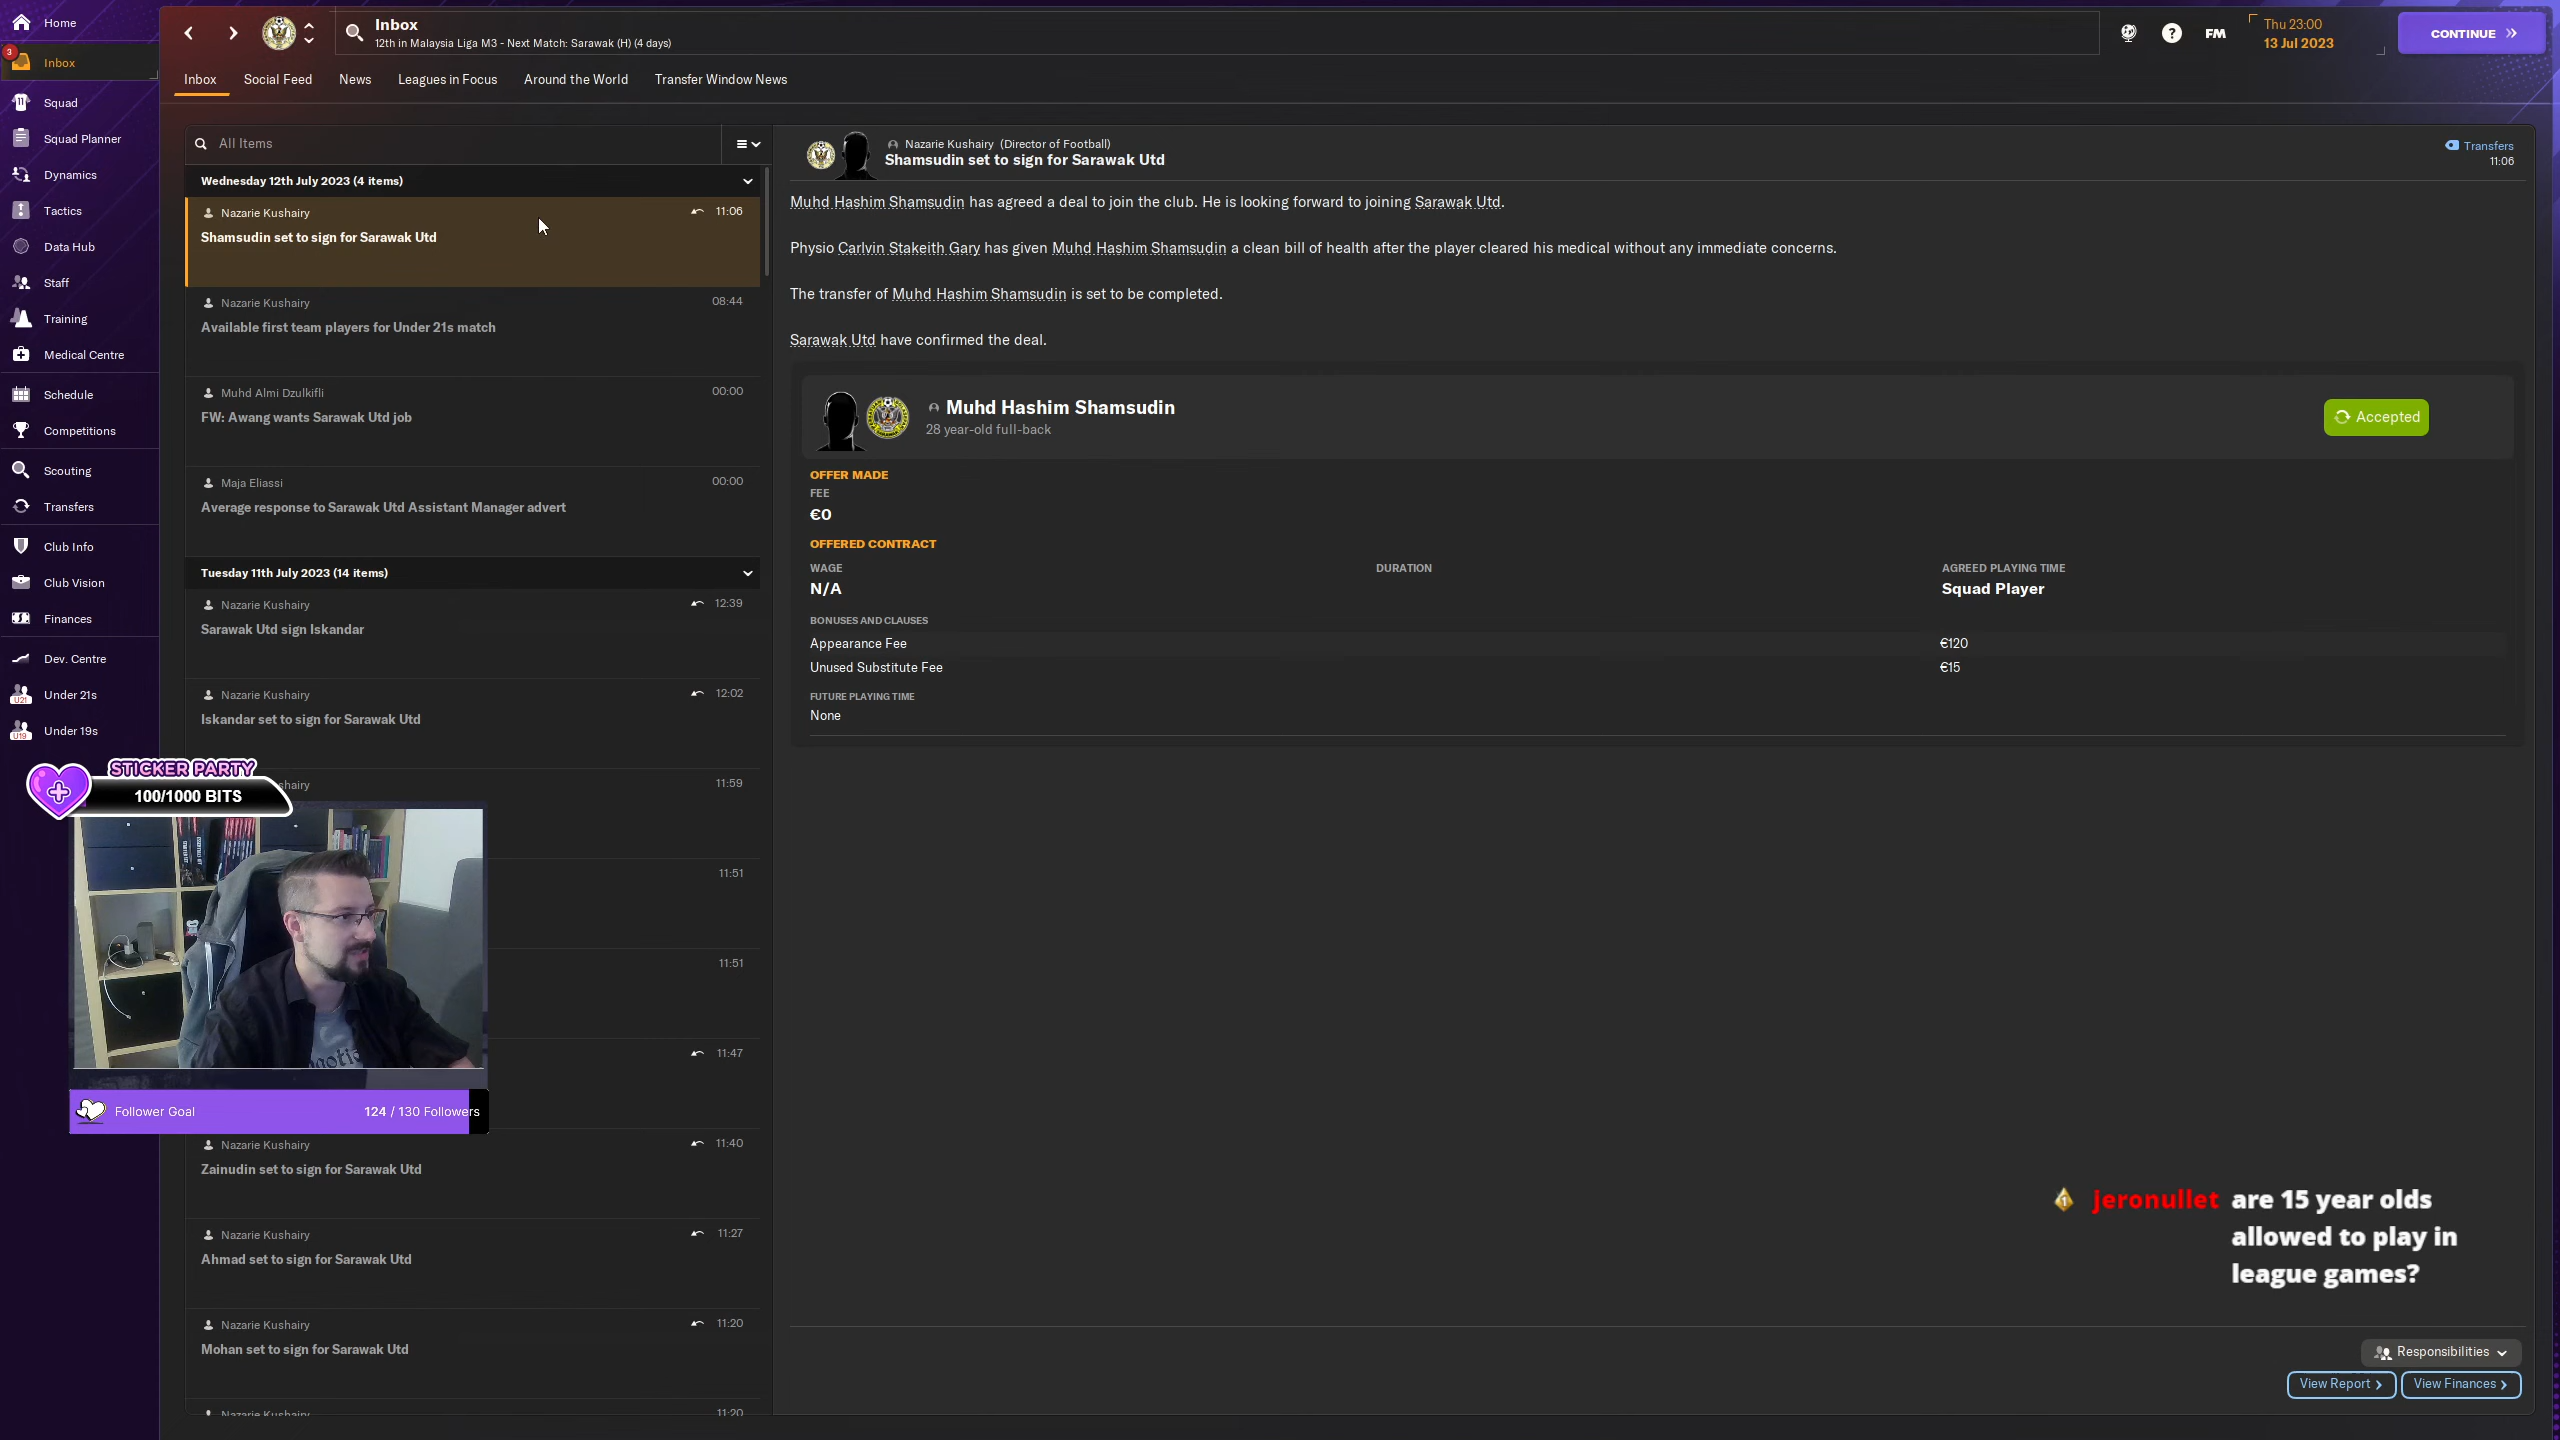 Home
3
Inbox
Squad
Squad Planner
Dynamics
Tactics
Data Hub
Staff
Training
Medical Centre
Schedule
Competitions
Scouting
Transfers
Club Info
Club Vision
Finances
Dev. Centre
U21
Under 21s
U19
Under 19s
Inbox
12th in Malaysia Liga M3 - Next Match: Sarawak (H) (4 days)
FM
Thu 23:00
13 Jul 2023
CONTINUE
Inbox
Social Feed
News
Leagues in Focus
Around the World
Transfer Window News
All Items
Wednesday 12th July 2023 (4 items)
Nazarie Kushairy
11:06
Shamsudin set to sign for Sarawak Utd
Nazarie Kushairy
08:44
Available first team players for Under 21s match
Muhd Almi Dzulkifli
00:00
FW: Awang wants Sarawak Utd job
Maja Eliassi
00:00
Average response to Sarawak Utd Assistant Manager advert
Tuesday 11th July 2023 (14 items)
Nazarie Kushairy
12:39
Sarawak Utd sign Iskandar
Nazarie Kushairy
12:02
Iskandar set to sign for Sarawak Utd
hairy
11:59
11:51
11:51
11:47
Nazarie Kushairy
11:40
Zainudin set to sign for Sarawak Utd
Nazarie Kushairy
11:27
Ahmad set to sign for Sarawak Utd
Nazarie Kushairy
11:20
Mohan set to sign for Sarawak Utd
Nazarie Kushairy
11:20
Nazarie Kushairy (Director of Football)
Shamsudin set to sign for Sarawak Utd
Transfers
11:06
Muhd Hashim Shamsudin has agreed a deal to join the club. He is looking forward to joining Sarawak Utd.
Physio Carlvin Stakeith Gary has given Muhd Hashim Shamsudin a clean bill of health after the player cleared his medical without any immediate concerns.
The transfer of Muhd Hashim Shamsudin is set to be completed.
Sarawak Utd have confirmed the deal.
Muhd Hashim Shamsudin
28 year-old full-back
Accepted
OFFER MADE
FEE
€0
OFFERED CONTRACT
WAGE
DURATION
AGREED PLAYING TIME
N/A
Squad Player
BONUSES AND CLAUSES
Appearance Fee
€120
Unused Substitute Fee
€15
FUTURE PLAYING TIME
None
STICKER PARTY
100/1000 BITS
Follower Goal
124 / 130 Followers
jeronullet are 15 year olds
allowed to play in
league games?
Responsibilities
View Report
View Finances